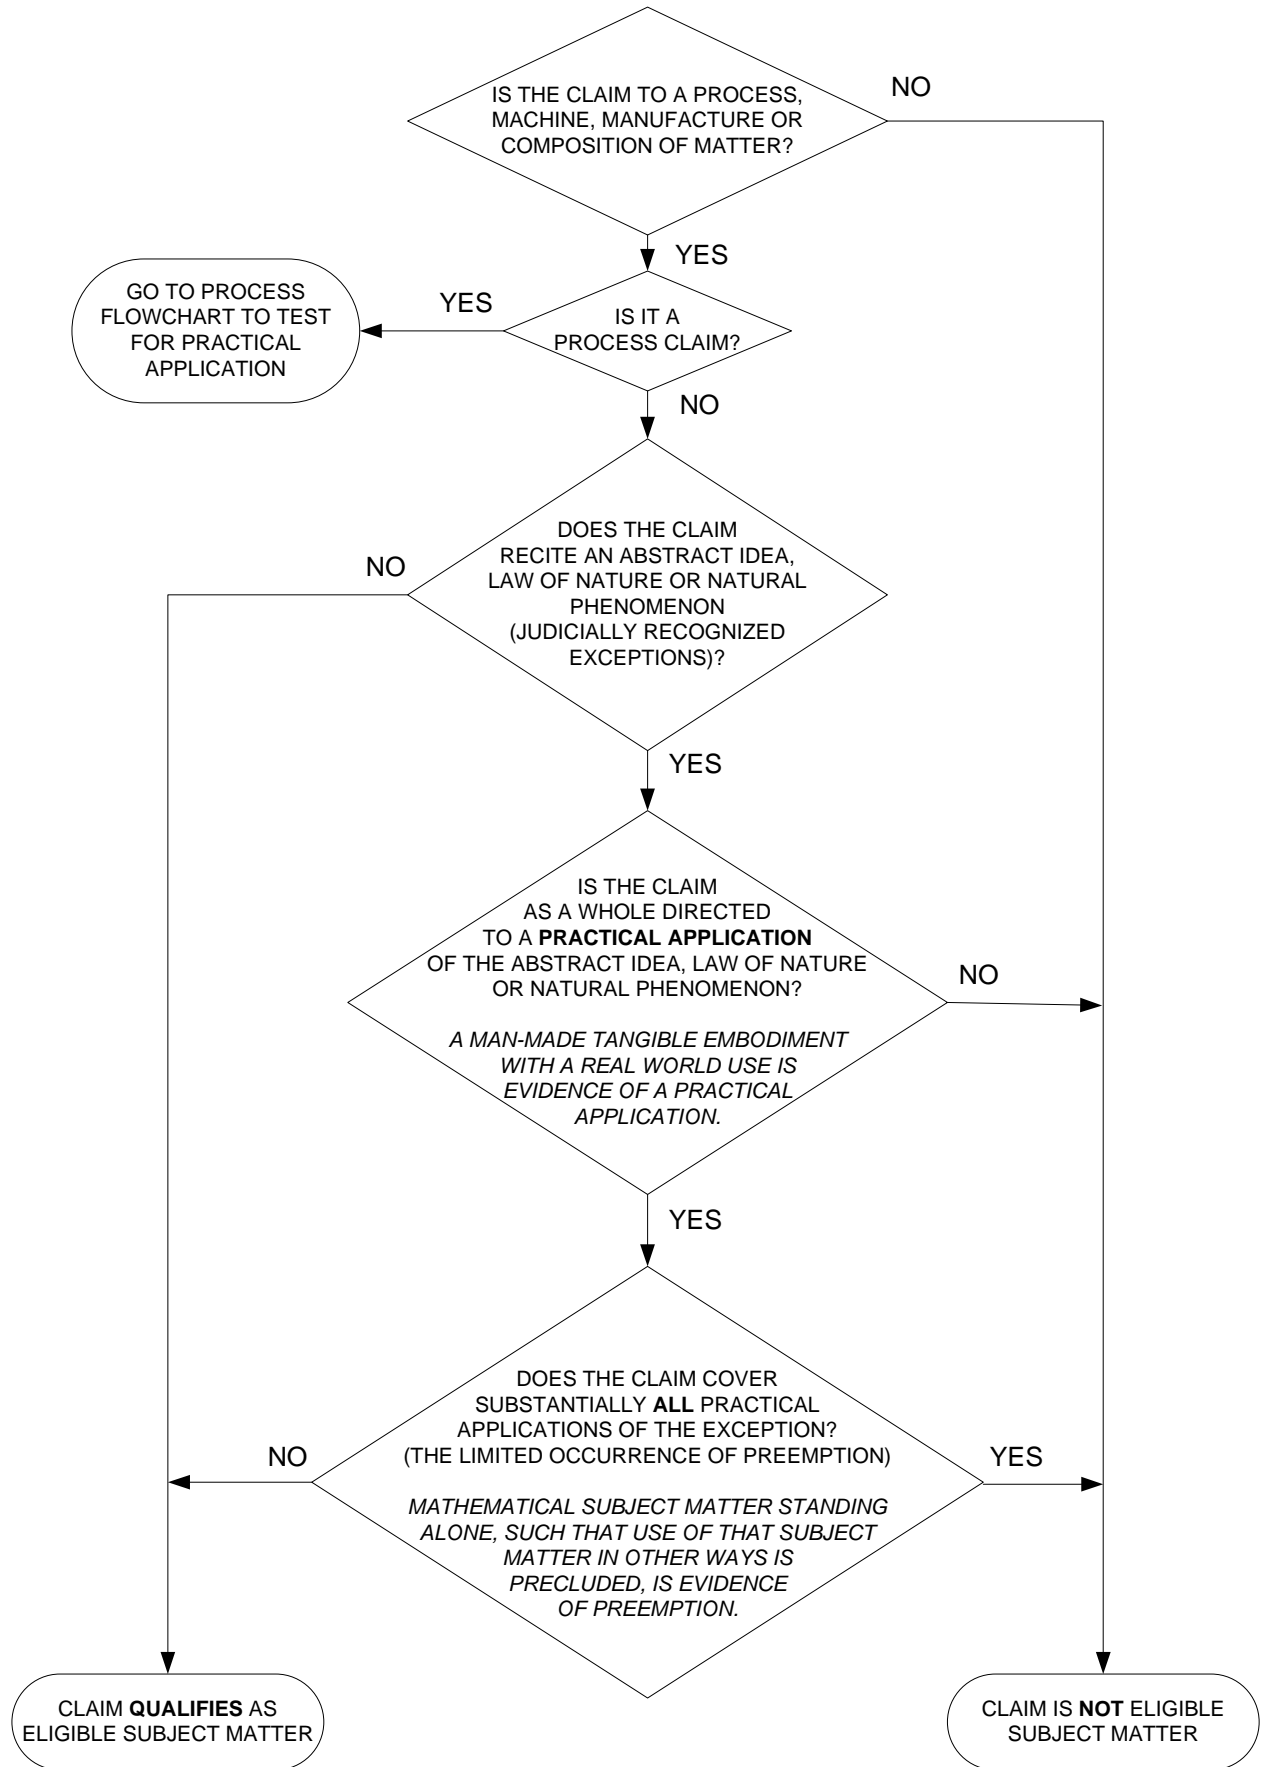 IS THE CLAIM TO A PROCESS,
MACHINE, MANUFACTURE OR
COMPOSITION OF MATTER?
NO
YES
GO TO PROCESS
FLOWCHART TO TEST
FOR PRACTICAL
APPLICATION
YES
IS IT A
PROCESS CLAIM?
NO
DOES THE CLAIM
RECITE AN ABSTRACT IDEA,
LAW OF NATURE OR NATURAL
PHENOMENON
(JUDICIALLY RECOGNIZED
EXCEPTIONS)?
NO
YES
IS THE CLAIM
AS A WHOLE DIRECTED
TO A PRACTICAL APPLICATION
OF THE ABSTRACT IDEA, LAW OF NATURE
OR NATURAL PHENOMENON?
A MAN-MADE TANGIBLE EMBODIMENT
WITH A REAL WORLD USE IS
EVIDENCE OF A PRACTICAL
APPLICATION.
NO
YES
DOES THE CLAIM COVER
SUBSTANTIALLY ALL PRACTICAL
APPLICATIONS OF THE EXCEPTION?
(THE LIMITED OCCURRENCE OF PREEMPTION)
MATHEMATICAL SUBJECT MATTER STANDING
ALONE, SUCH THAT USE OF THAT SUBJECT
MATTER IN OTHER WAYS IS
PRECLUDED, IS EVIDENCE
OF PREEMPTION.
NO
YES
CLAIM QUALIFIES AS
ELIGIBLE SUBJECT MATTER
CLAIM IS NOT ELIGIBLE
SUBJECT MATTER